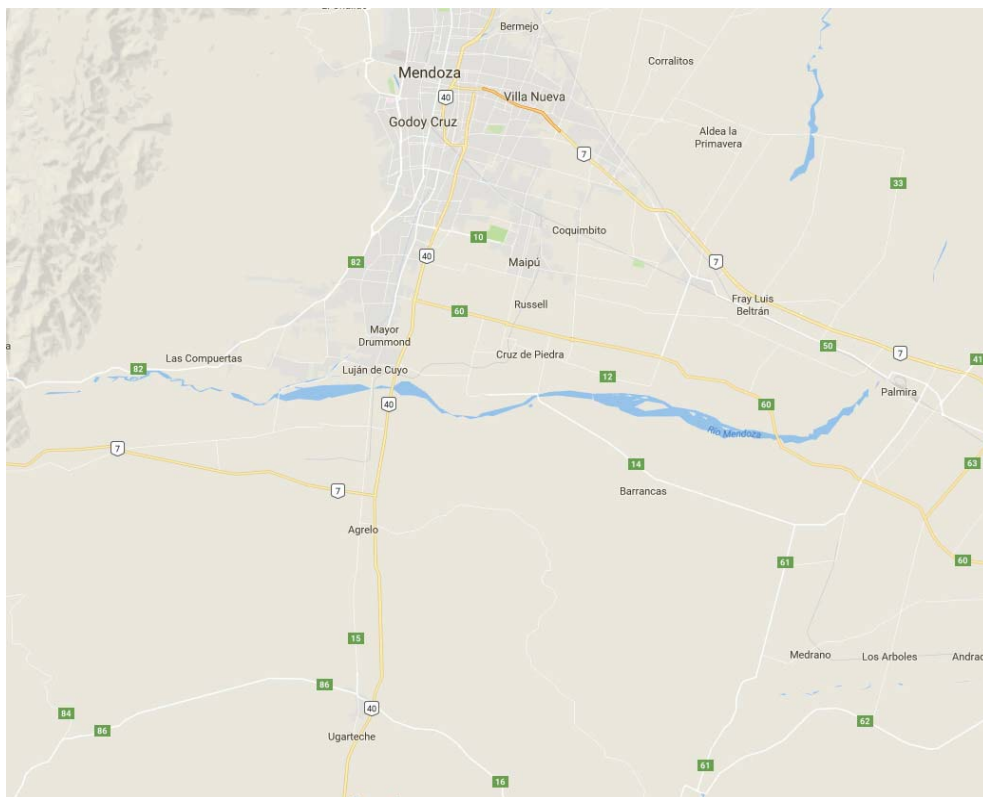 Bermejo
Corralitos
Mendoza
40
Villa Nueva
Godoy Cruz
Aldea la
Primavera
7
33
Coquimbito
10
40
82
Maipú
7
Russell
Fray Luis
Beltrán
60
Mayor
Drummond
50
Las Compuertas
Cruz de Piedra
7
41
82
Luján de Cuyo
12
Palmira
40
60
Río Mendoza
7
14
63
7
Barrancas
Agrelo
61
60
15
Medrano
Los Arboles
Andrad
86
84
40
86
62
Ugarteche
61
16